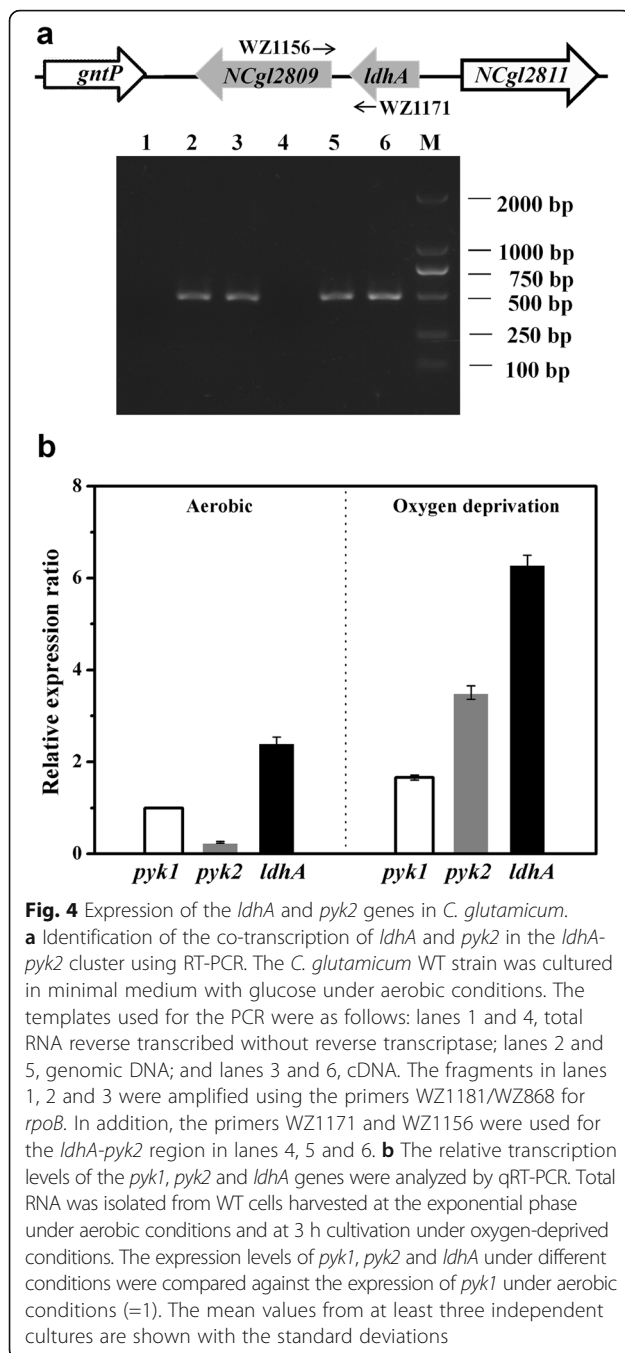 a
WZ1156→
gntP NCgl2809 ldhA NCgl2811
←WZ1171
1 2 3 4 5 6 M
2000 bp
1000 bp
750 bp
500 bp
250 bp
100 bp
b
8
Aerobic Oxygen deprivation
6
4
2
0
Relative expression ratio
pyk1 pyk2 ldhA pyk1 pyk2 ldhA
Fig. 4 Expression of the ldhA and pyk2 genes in C. glutamicum.
a Identification of the co-transcription of ldhA and pyk2 in the ldhA-
pyk2 cluster using RT-PCR. The C. glutamicum WT strain was cultured
in minimal medium with glucose under aerobic conditions. The
templates used for the PCR were as follows: lanes 1 and 4, total
RNA reverse transcribed without reverse transcriptase; lanes 2 and
5, genomic DNA; and lanes 3 and 6, cDNA. The fragments in lanes
1, 2 and 3 were amplified using the primers WZ1181/WZ868 for
rpoB. In addition, the primers WZ1171 and WZ1156 were used for
the ldhA-pyk2 region in lanes 4, 5 and 6. b The relative transcription
levels of the pyk1, pyk2 and ldhA genes were analyzed by qRT-PCR. Total
RNA was isolated from WT cells harvested at the exponential phase
under aerobic conditions and at 3 h cultivation under oxygen-deprived
conditions. The expression levels of pyk1, pyk2 and ldhA under different
conditions were compared against the expression of pyk1 under aerobic
conditions (=1). The mean values from at least three independent
cultures are shown with the standard deviations